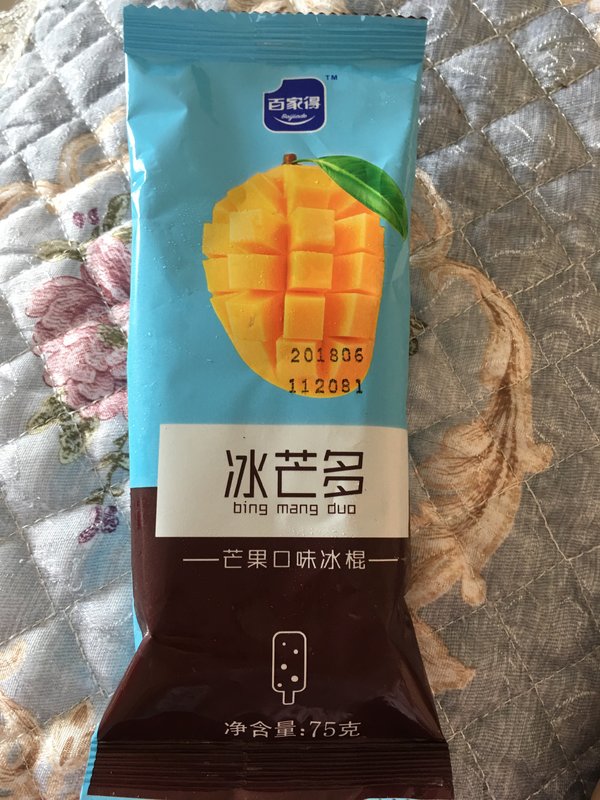 TM
百家得
Baijiade
201806
112081
冰芒多
bing mang duo
芒果口味冰棍
净含量:75克